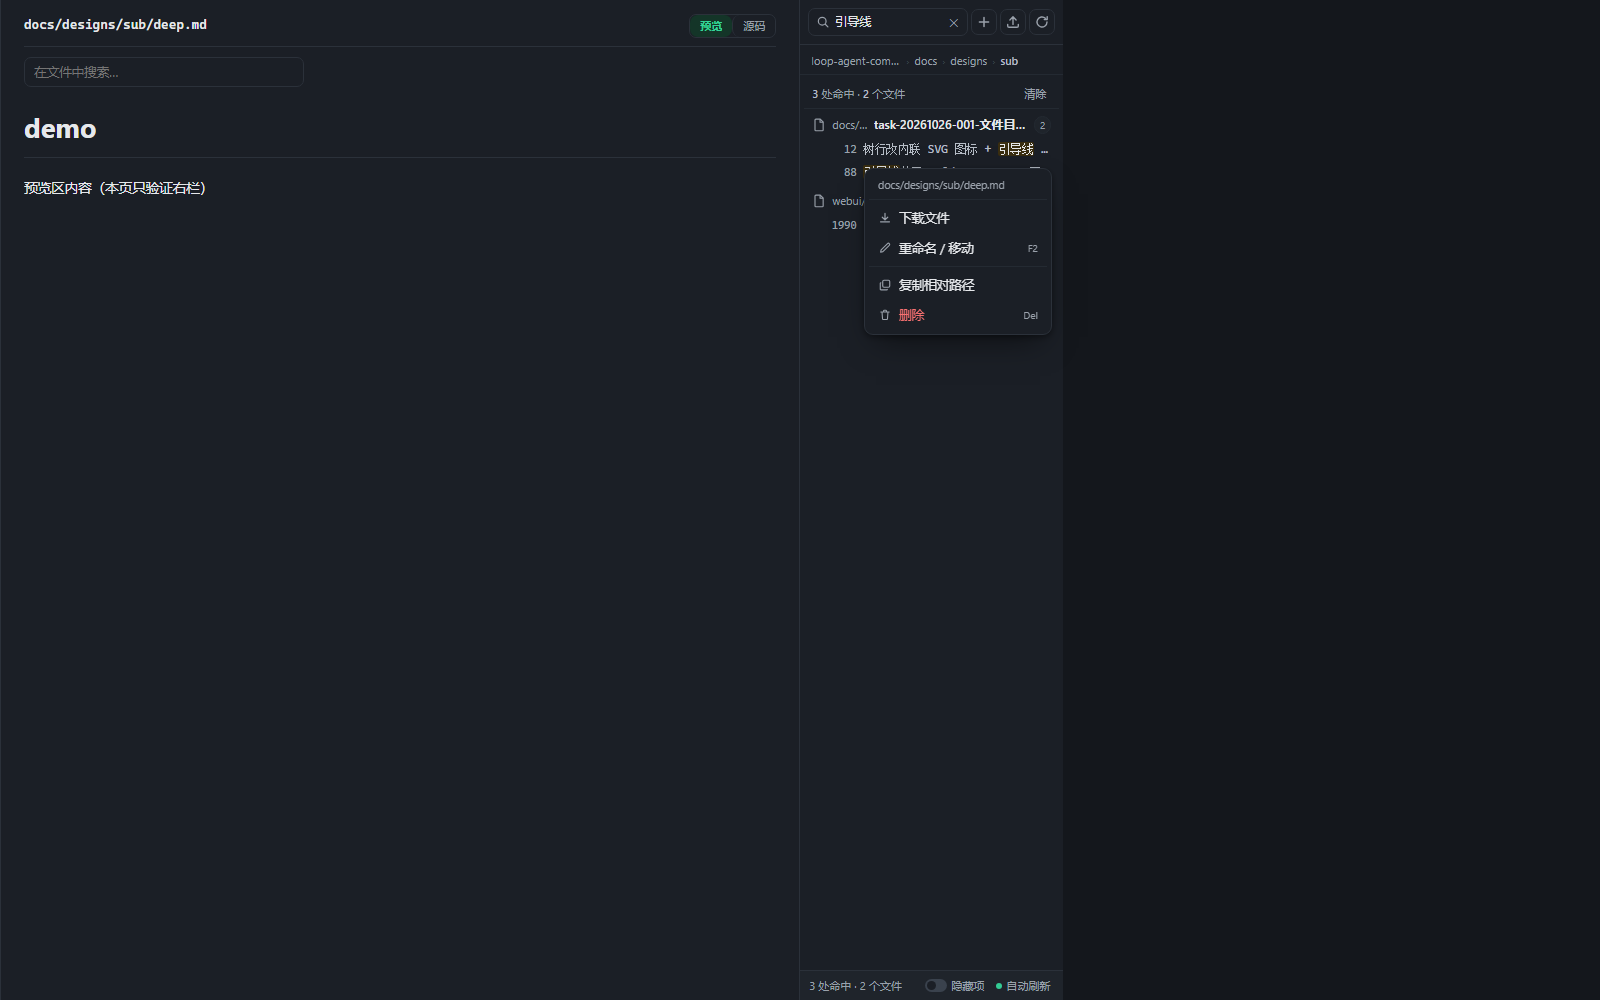 docs/designs/sub/deep.md
预览 源码
在文件中搜索...
demo
预览区内容（本页只验证右栏）
引导线
loop-agent-com... › docs › designs › sub
3 处命中 · 2 个文件 清除
docs/... task-20261026-001-文件目... 2
12 树行改内联 SVG 图标 + 引导线 ...
88
webui/
1990
docs/designs/sub/deep.md
下载文件
重命名 / 移动 F2
复制相对路径
删除 Del
3 处命中 · 2 个文件 隐藏项 自动刷新